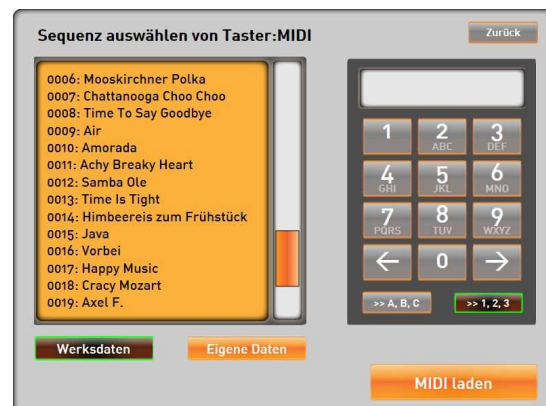 Sequenz auswählen von Taster:MIDI
Zurück
0006: Mooskirchner Polka
0007: Chattanooga Choo Choo
0008: Time To Say Goodbye
0009: Air
0010: Amorada
0011: Achy Breaky Heart
0012: Samba Ole
0013: Time Is Tight
0014: Himbeereis zum Frühstück
0015: Java
0016: Vorbei
0017: Happy Music
0018: Cracy Mozart
0019: Axel F.
1 2 3
ABC DEF
4 5 6
GHI JKL MNO
7 8 9
PQRS TUV WXYZ
← 0 →
>> A, B, C >> 1, 2, 3
Werksdaten Eigene Daten
MIDI laden